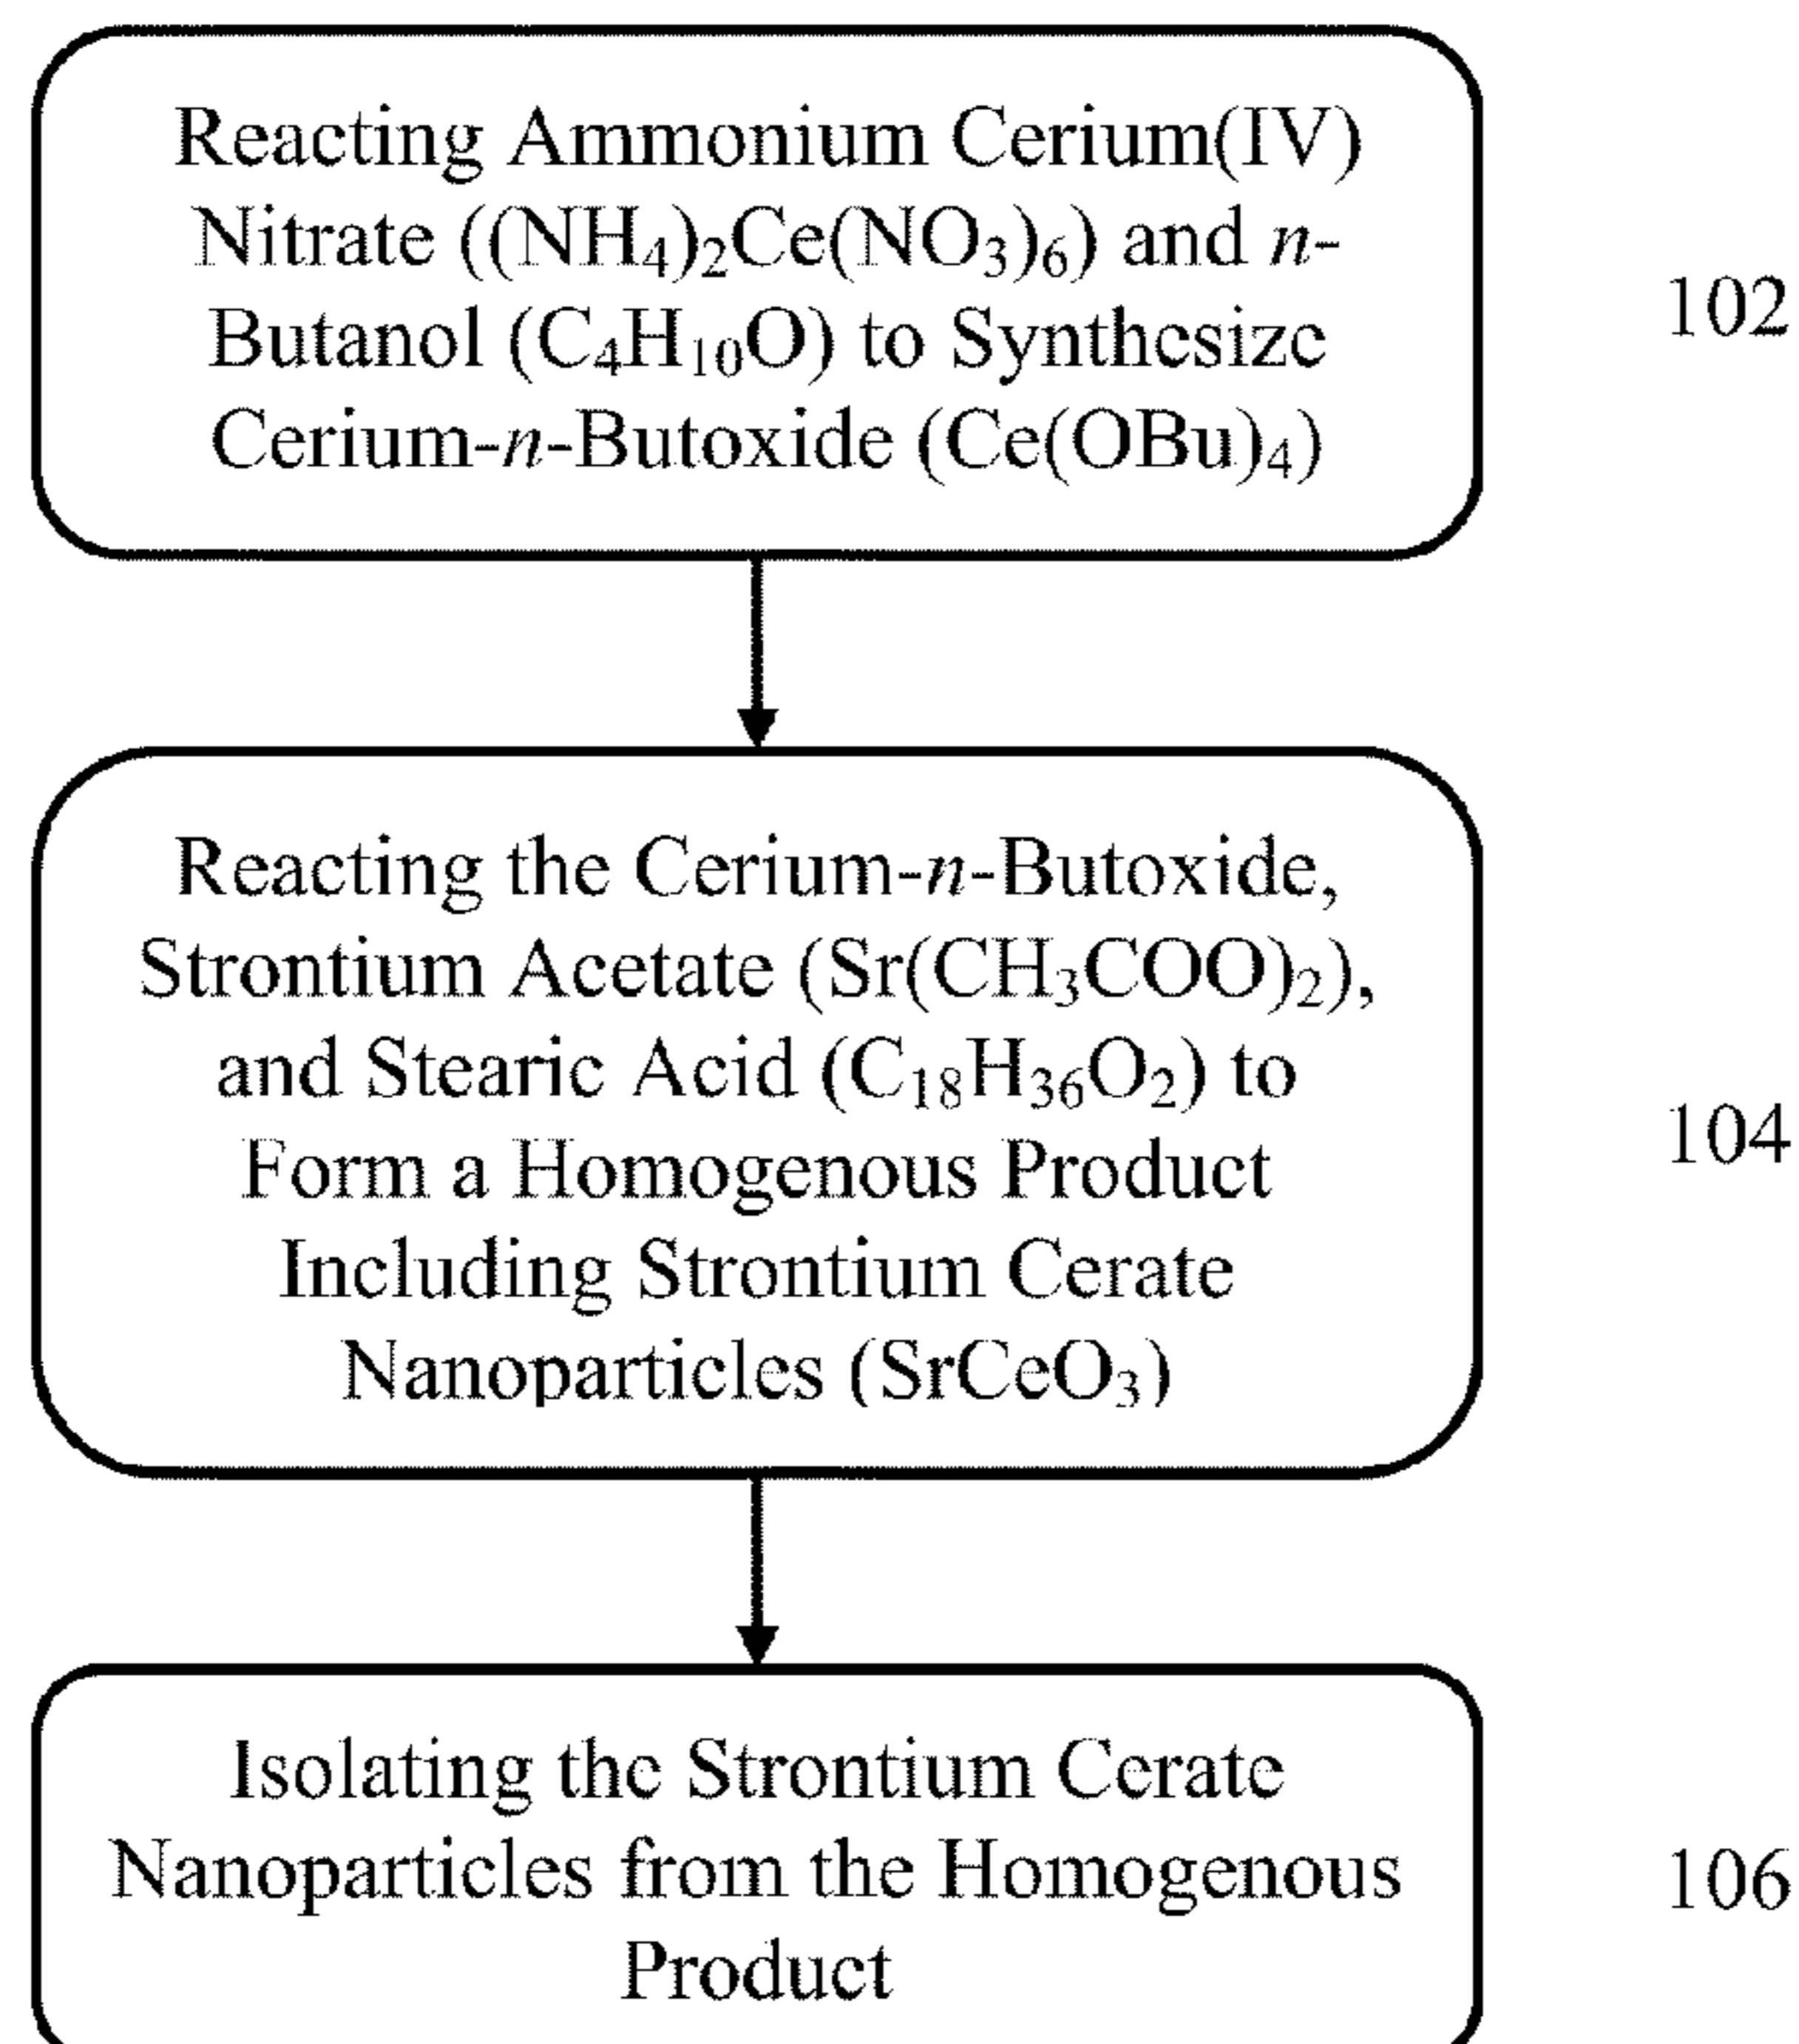 Reacting Ammonium Cerium(IV)
Nitrate ((NH₄)₂Ce(NO₃)₆) and n-
Butanol (C₄H₁₀O) to Synthesize
Cerium-n-Butoxide (Ce(OBu)₄)
102
Reacting the Cerium-n-Butoxide,
Strontium Acetate (Sr(CH₃COO)₂),
and Stearic Acid (C₁₈H₃₆O₂) to
Form a Homogenous Product
Including Strontium Cerate
Nanoparticles (SrCeO₃)
104
Isolating the Strontium Cerate
Nanoparticles from the Homogenous
Product
106